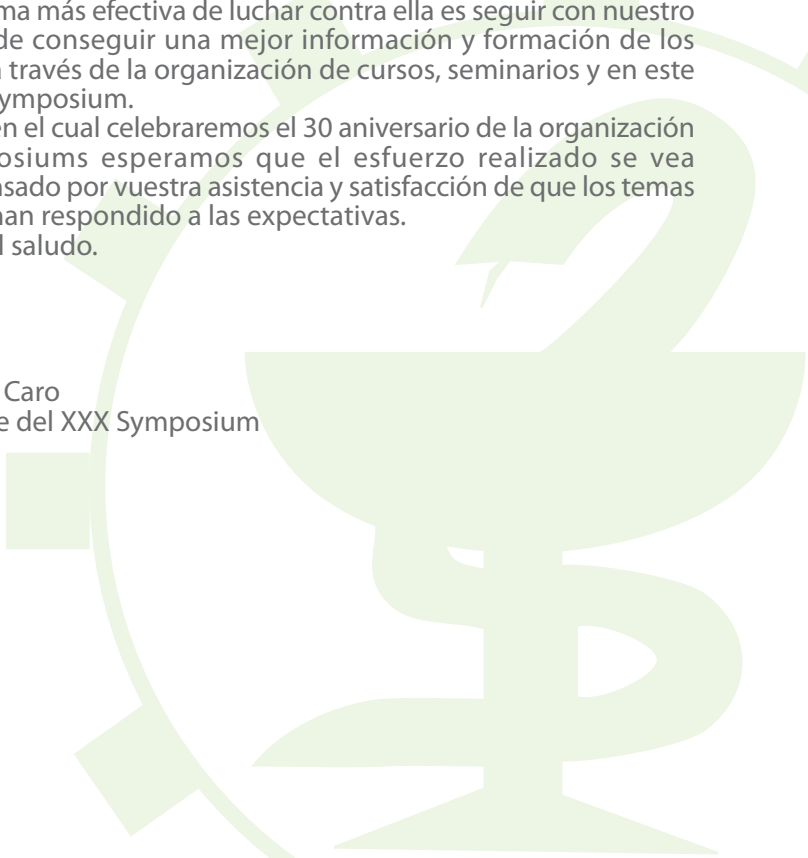 más efectiva de luchar contra ella es seguir con nuestro
de conseguir una mejor información y formación de los
través de la organización de cursos, seminarios y en este
ymposium.
en el cual celebraremos el 30 aniversario de la organización
osiums esperamos que el esfuerzo realizado se vea
sado por vuestra asistencia y satisfacción de que los temas
han respondido a las expectativas.
l saludo.
Caro
e del XXX Symposium